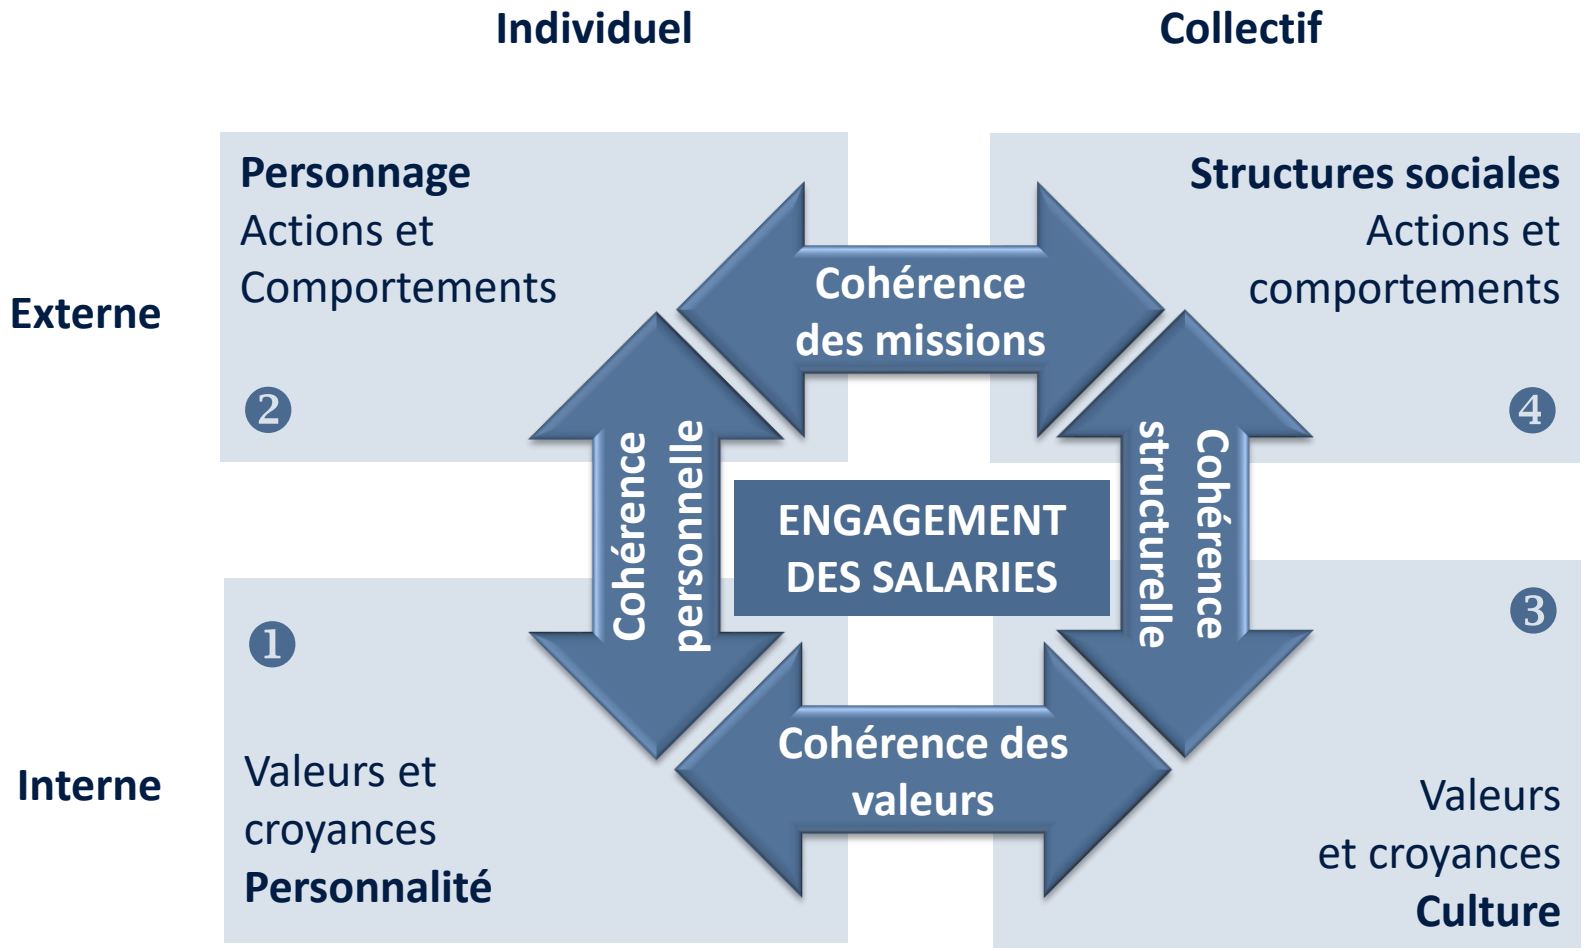 Individuel
Collectif
Personnage
Actions et
Comportements
Structures sociales
Actions et
comportements
Externe
Cohérence
des missions
2
4
Cohérence
personnelle
Cohérence
structurelle
ENGAGEMENT
DES SALARIES
1
3
Interne
Valeurs et
croyances
Personnalité
Cohérence des
valeurs
Valeurs
et croyances
Culture